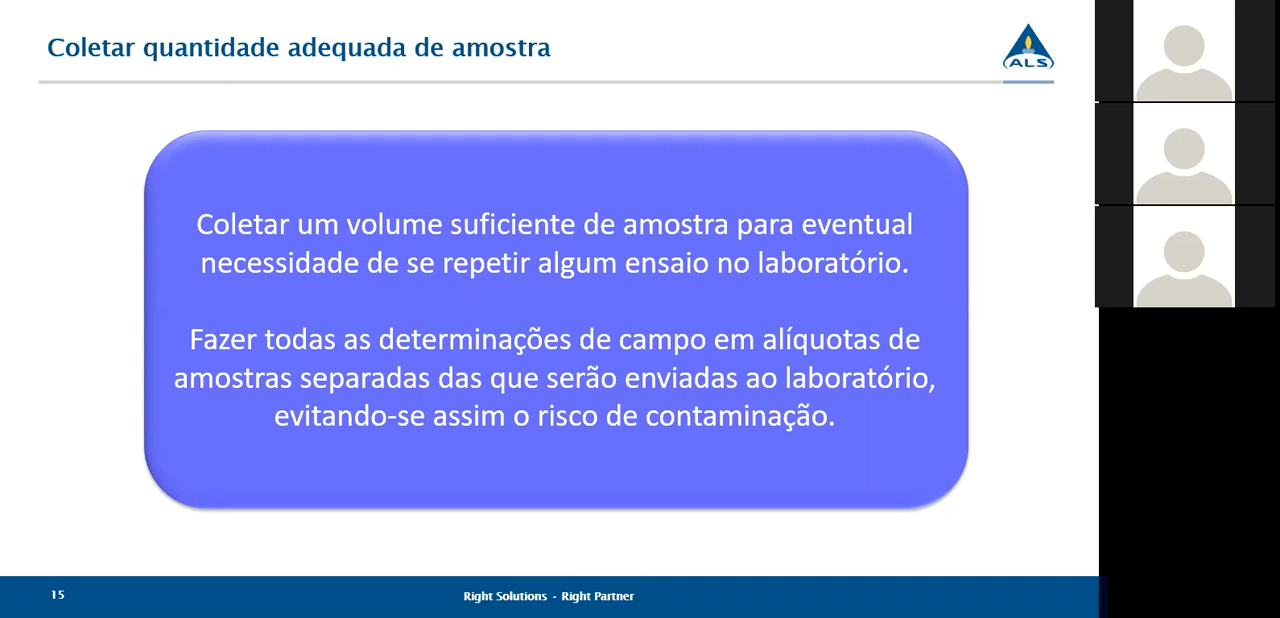 Coletar quantidade adequada de amostra
ALS
Coletar um volume suficiente de amostra para eventual
necessidade de se repetir algum ensaio no laboratório.
Fazer todas as determinações de campo em alíquotas de
amostras separadas das que serão enviadas ao laboratório,
evitando-se assim o risco de contaminação.
15
Right Solutions - Right Partner